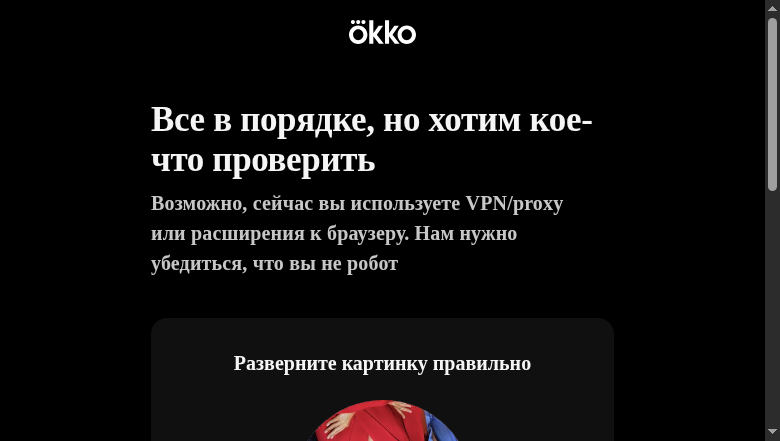 ökko
Все в порядке, но хотим кое-
что проверить
Возможно, сейчас вы используете VPN/proxy
или расширения к браузеру. Нам нужно
убедиться, что вы не робот
Разверните картинку правильно